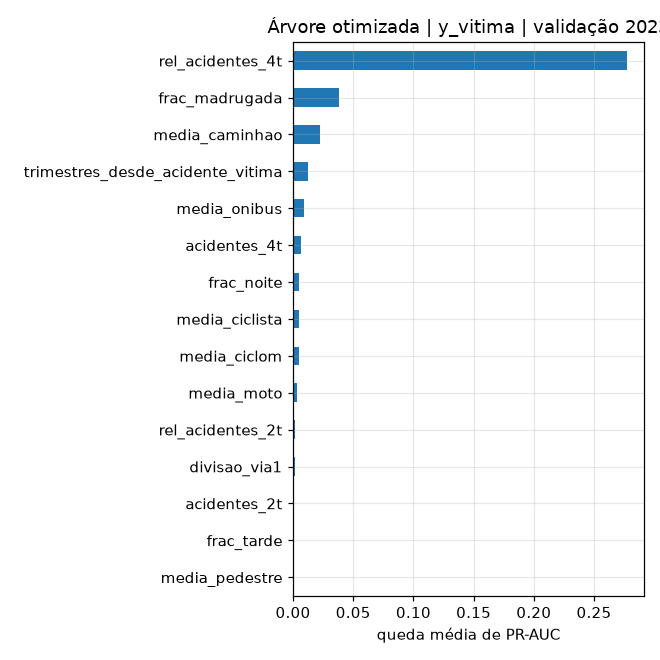 Árvore otimizada | y_vitima | validação 202
rel_acidentes_4t
frac_madrugada
media_caminhao
trimestres_desde_acidente_vitima
media_onibus
acidentes_4t
frac_noite
media_ciclista
media_ciclom
media_moto
rel_acidentes_2t
divisao_via1
acidentes_2t
frac_tarde
media_pedestre
0.00 0.05 0.10 0.15 0.20 0.25
queda média de PR-AUC